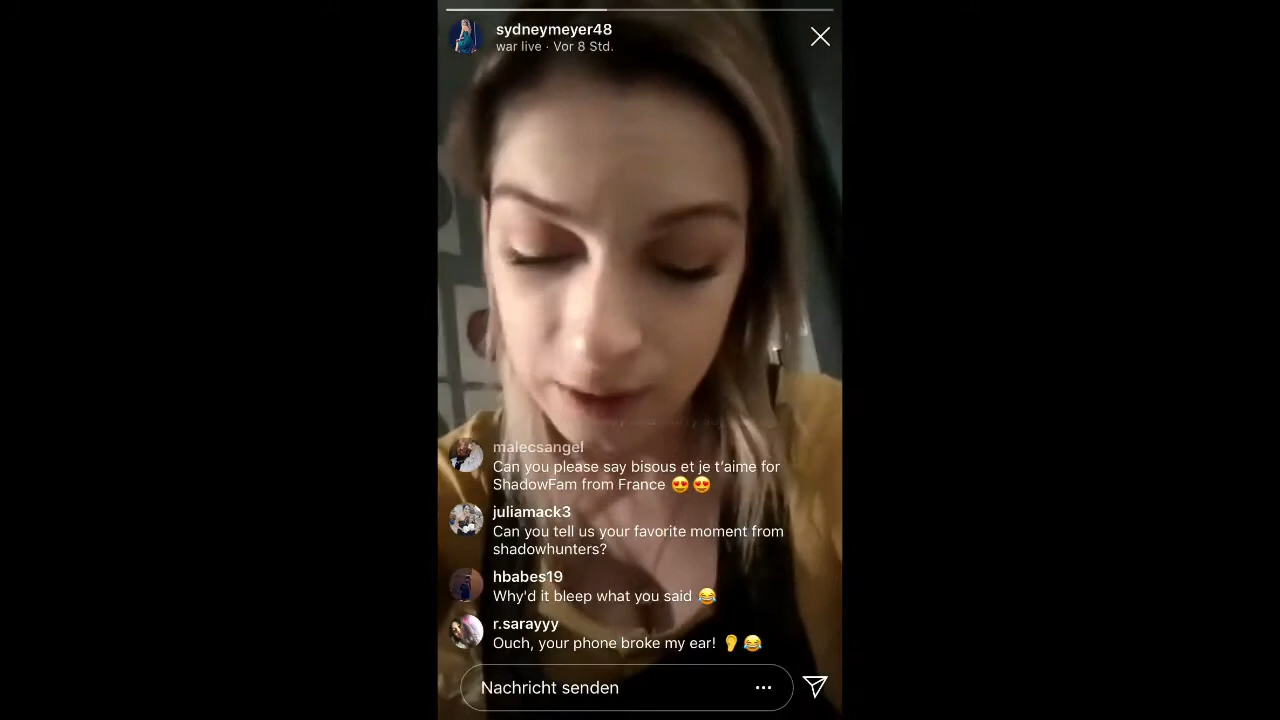 sydneymeyer48
war live · Vor 8 Std.
malecsangel
Can you please say bisous et je t'aime for
ShadowFam from France 😍😍
juliamack3
Can you tell us your favorite moment from
shadowhunters?
hbabes19
Why'd it bleep what you said 😂
r.sarayyy
Ouch, your phone broke my ear! 👂😂
Nachricht senden